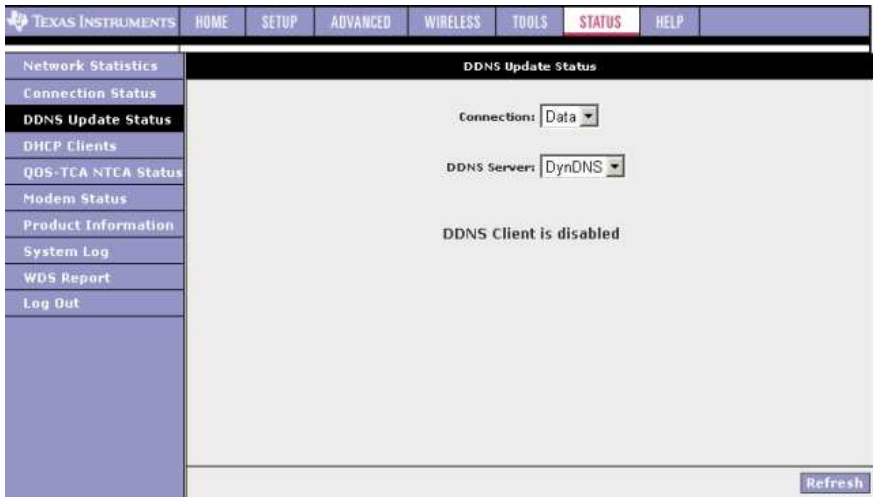 TEXAS INSTRUMENTS HOME SETUP ADVANCED WIRELESS TOOLS STATUS HELP
Network Statistics
Connection Status
DDNS Update Status
DHCP Clients
QOS-TCA NTCA Status
Modem Status
Product Information
System Log
WDS Report
Log Out
DDNS Update Status
Connection: Data
DDNS Server: DynDNS
DDNS Client is disabled
Refresh